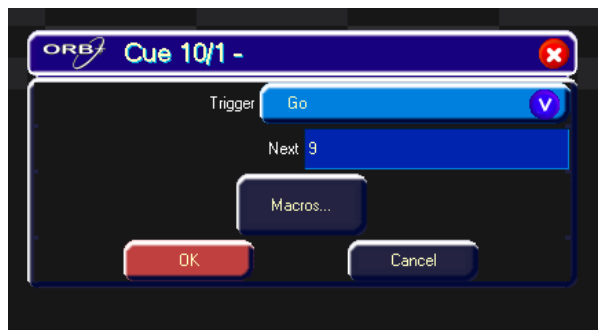 ORB Cue 10/1 -
Trigger Go V
Next 9
Macros...
OK Cancel